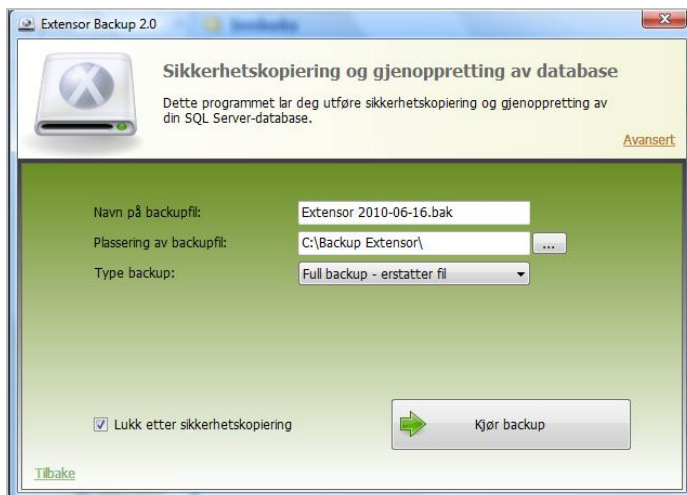 Extensor Backup 2.0
Sikkerhetskopiering og gjenoppretting av database
Dette programmet lar deg utføre sikkerhetskopiering og gjenoppretting av
din SQL Server-database.
Avansert
Navn på backupfil:
Extensor 2010-06-16.bak
Plassering av backupfil:
C:\Backup Extensor\
...
Type backup:
Full backup - erstatter fil
Lukk etter sikkerhetskopiering
Kjør backup
Tilbake